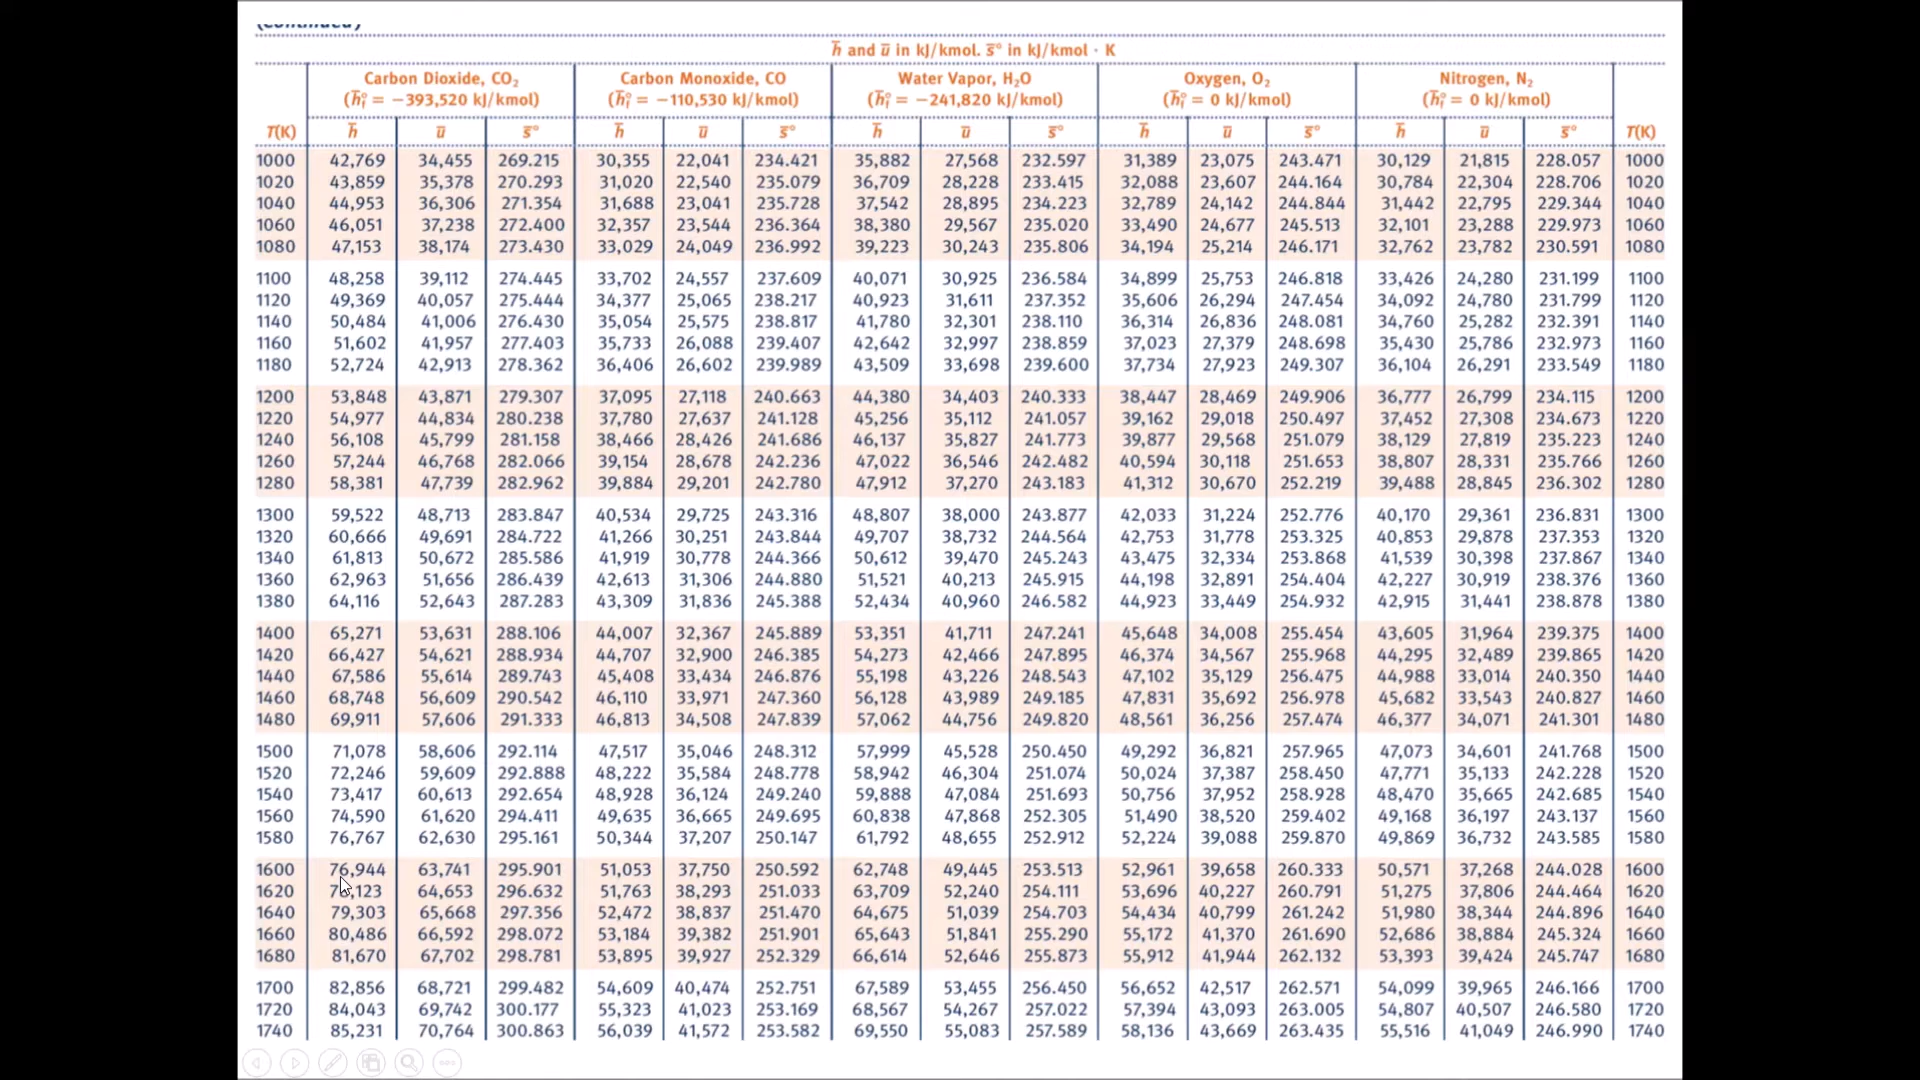 (Continued)
h̅ and u̅ in kJ/kmol. s̅° in kJ/kmol · K
Carbon Dioxide, CO₂ Carbon Monoxide, CO Water Vapor, H₂O Oxygen, O₂ Nitrogen, N₂
(h̅f° = −393,520 kJ/kmol) (h̅f° = −110,530 kJ/kmol) (h̅f° = −241,820 kJ/kmol) (h̅f° = 0 kJ/kmol) (h̅f° = 0 kJ/kmol)
T(K) h̅ u̅ s̅° h̅ u̅ s̅° h̅ u̅ s̅° h̅ u̅ s̅° h̅ u̅ s̅° T(K)
1000 42,769 34,455 269.215 30,355 22,041 234.421 35,882 27,568 232.597 31,389 23,075 243.471 30,129 21,815 228.057 1000
1020 43,859 35,378 270.293 31,020 22,540 235.079 36,709 28,228 233.415 32,088 23,607 244.164 30,784 22,304 228.706 1020
1040 44,953 36,306 271.354 31,688 23,041 235.728 37,542 28,895 234.223 32,789 24,142 244.844 31,442 22,795 229.344 1040
1060 46,051 37,238 272.400 32,357 23,544 236.364 38,380 29,567 235.020 33,490 24,677 245.513 32,101 23,288 229.973 1060
1080 47,153 38,174 273.430 33,029 24,049 236.992 39,223 30,243 235.806 34,194 25,214 246.171 32,762 23,782 230.591 1080
1100 48,258 39,112 274.445 33,702 24,557 237.609 40,071 30,925 236.584 34,899 25,753 246.818 33,426 24,280 231.199 1100
1120 49,369 40,057 275.444 34,377 25,065 238.217 40,923 31,611 237.352 35,606 26,294 247.454 34,092 24,780 231.799 1120
1140 50,484 41,006 276.430 35,054 25,575 238.817 41,780 32,301 238.110 36,314 26,836 248.081 34,760 25,282 232.391 1140
1160 51,602 41,957 277.403 35,733 26,088 239.407 42,642 32,997 238.859 37,023 27,379 248.698 35,430 25,786 232.973 1160
1180 52,724 42,913 278.362 36,406 26,602 239.989 43,509 33,698 239.600 37,734 27,923 249.307 36,104 26,291 233.549 1180
1200 53,848 43,871 279.307 37,095 27,118 240.663 44,380 34,403 240.333 38,447 28,469 249.906 36,777 26,799 234.115 1200
1220 54,977 44,834 280.238 37,780 27,637 241.128 45,256 35,112 241.057 39,162 29,018 250.497 37,452 27,308 234.673 1220
1240 56,108 45,799 281.158 38,466 28,426 241.686 46,137 35,827 241.773 39,877 29,568 251.079 38,129 27,819 235.223 1240
1260 57,244 46,768 282.066 39,154 28,678 242.236 47,022 36,546 242.482 40,594 30,118 251.653 38,807 28,331 235.766 1260
1280 58,381 47,739 282.962 39,884 29,201 242.780 47,912 37,270 243.183 41,312 30,670 252.219 39,488 28,845 236.302 1280
1300 59,522 48,713 283.847 40,534 29,725 243.316 48,807 38,000 243.877 42,033 31,224 252.776 40,170 29,361 236.831 1300
1320 60,666 49,691 284.722 41,266 30,251 243.844 49,707 38,732 244.564 42,753 31,778 253.325 40,853 29,878 237.353 1320
1340 61,813 50,672 285.586 41,919 30,778 244.366 50,612 39,470 245.243 43,475 32,334 253.868 41,539 30,398 237.867 1340
1360 62,963 51,656 286.439 42,613 31,306 244.880 51,521 40,213 245.915 44,198 32,891 254.404 42,227 30,919 238.376 1360
1380 64,116 52,643 287.283 43,309 31,836 245.388 52,434 40,960 246.582 44,923 33,449 254.932 42,915 31,441 238.878 1380
1400 65,271 53,631 288.106 44,007 32,367 245.889 53,351 41,711 247.241 45,648 34,008 255.454 43,605 31,964 239.375 1400
1420 66,427 54,621 288.934 44,707 32,900 246.385 54,273 42,466 247.895 46,374 34,567 255.968 44,295 32,489 239.865 1420
1440 67,586 55,614 289.743 45,408 33,434 246.876 55,198 43,226 248.543 47,102 35,129 256.475 44,988 33,014 240.350 1440
1460 68,748 56,609 290.542 46,110 33,971 247.360 56,128 43,989 249.185 47,831 35,692 256.978 45,682 33,543 240.827 1460
1480 69,911 57,606 291.333 46,813 34,508 247.839 57,062 44,756 249.820 48,561 36,256 257.474 46,377 34,071 241.301 1480
1500 71,078 58,606 292.114 47,517 35,046 248.312 57,999 45,528 250.450 49,292 36,821 257.965 47,073 34,601 241.768 1500
1520 72,246 59,609 292.888 48,222 35,584 248.778 58,942 46,304 251.074 50,024 37,387 258.450 47,771 35,133 242.228 1520
1540 73,417 60,613 292.654 48,928 36,124 249.240 59,888 47,084 251.693 50,756 37,952 258.928 48,470 35,665 242.685 1540
1560 74,590 61,620 294.411 49,635 36,665 249.695 60,838 47,868 252.305 51,490 38,520 259.402 49,168 36,197 243.137 1560
1580 76,767 62,630 295.161 50,344 37,207 250.147 61,792 48,655 252.912 52,224 39,088 259.870 49,869 36,732 243.585 1580
1600 76,944 63,741 295.901 51,053 37,750 250.592 62,748 49,445 253.513 52,961 39,658 260.333 50,571 37,268 244.028 1600
1620 64,653 296.632 51,763 38,293 251.033 63,709 52,240 254.111 53,696 40,227 260.791 51,275 37,806 244.464 1620
1640 79,303 65,668 297.356 52,472 38,837 251.470 64,675 51,039 254.703 54,434 40,799 261.242 51,980 38,344 244.896 1640
1660 80,486 66,592 298.072 53,184 39,382 251.901 65,643 51,841 255.290 55,172 41,370 261.690 52,686 38,884 245.324 1660
1680 81,670 67,702 298.781 53,895 39,927 252.329 66,614 52,646 255.873 55,912 41,944 262.132 53,393 39,424 245.747 1680
1700 82,856 68,721 299.482 54,609 40,474 252.751 67,589 53,455 256.450 56,652 42,517 262.571 54,099 39,965 246.166 1700
1720 84,043 69,742 300.177 55,323 41,023 253.169 68,567 54,267 257.022 57,394 43,093 263.005 54,807 40,507 246.580 1720
1740 85,231 70,764 300.863 56,039 41,572 253.582 69,550 55,083 257.589 58,136 43,669 263.435 55,516 41,049 246.990 1740